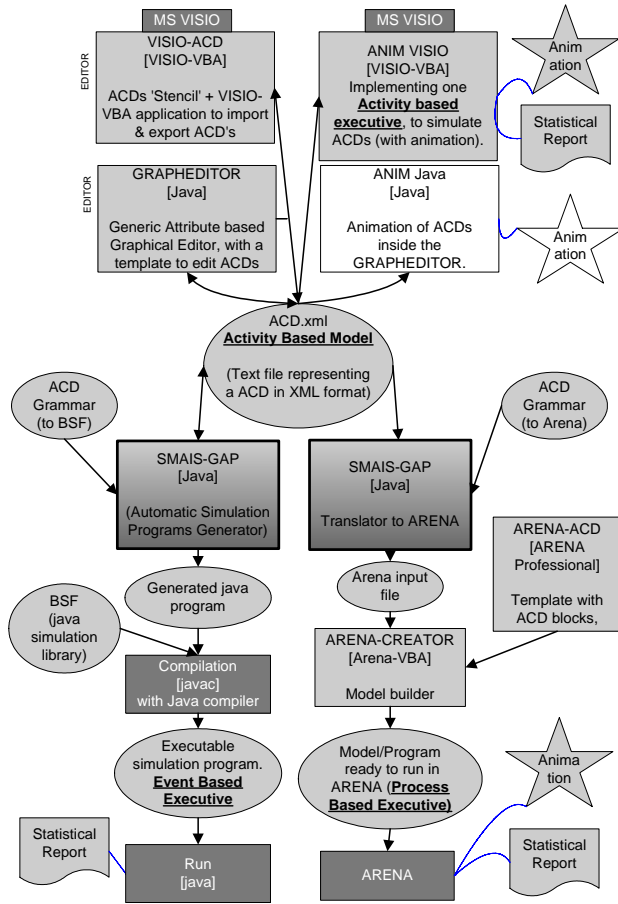 MS VISIO
MS VISIO
EDITOR
VISIO-ACD
[VISIO-VBA]
ACDs 'Stencil' + VISIO-
VBA application to import
& export ACD's
ANIM VISIO
[VISIO-VBA]
Implementing one
Activity based
executive, to simulate
ACDs (with animation).
Anim
ation
Statistical
Report
EDITOR
GRAPHEDITOR
[Java]
Generic Attribute based
Graphical Editor, with a
template to edit ACDs
ANIM Java
[Java]
Animation of ACDs
inside the
GRAPHEDITOR.
Anim
ation
ACD.xml
Activity Based Model
(Text file representing
a ACD in XML format)
ACD
Grammar
(to BSF)
ACD
Grammar
(to Arena)
SMAIS-GAP
[Java]
(Automatic Simulation
Programs Generator)
SMAIS-GAP
[Java]
Translator to ARENA
ARENA-ACD
[ARENA
Professional]
Template with
ACD blocks,
Generated java
program
Arena input
file
BSF
(java
simulation
library)
Compilation
[javac]
with Java compiler
ARENA-CREATOR
[Arena-VBA]
Model builder
Executable
simulation program.
Event Based
Executive
Model/Program
ready to run in
ARENA (Process
Based Executive)
Anima
tion
Statistical
Report
Run
[java]
ARENA
Statistical
Report